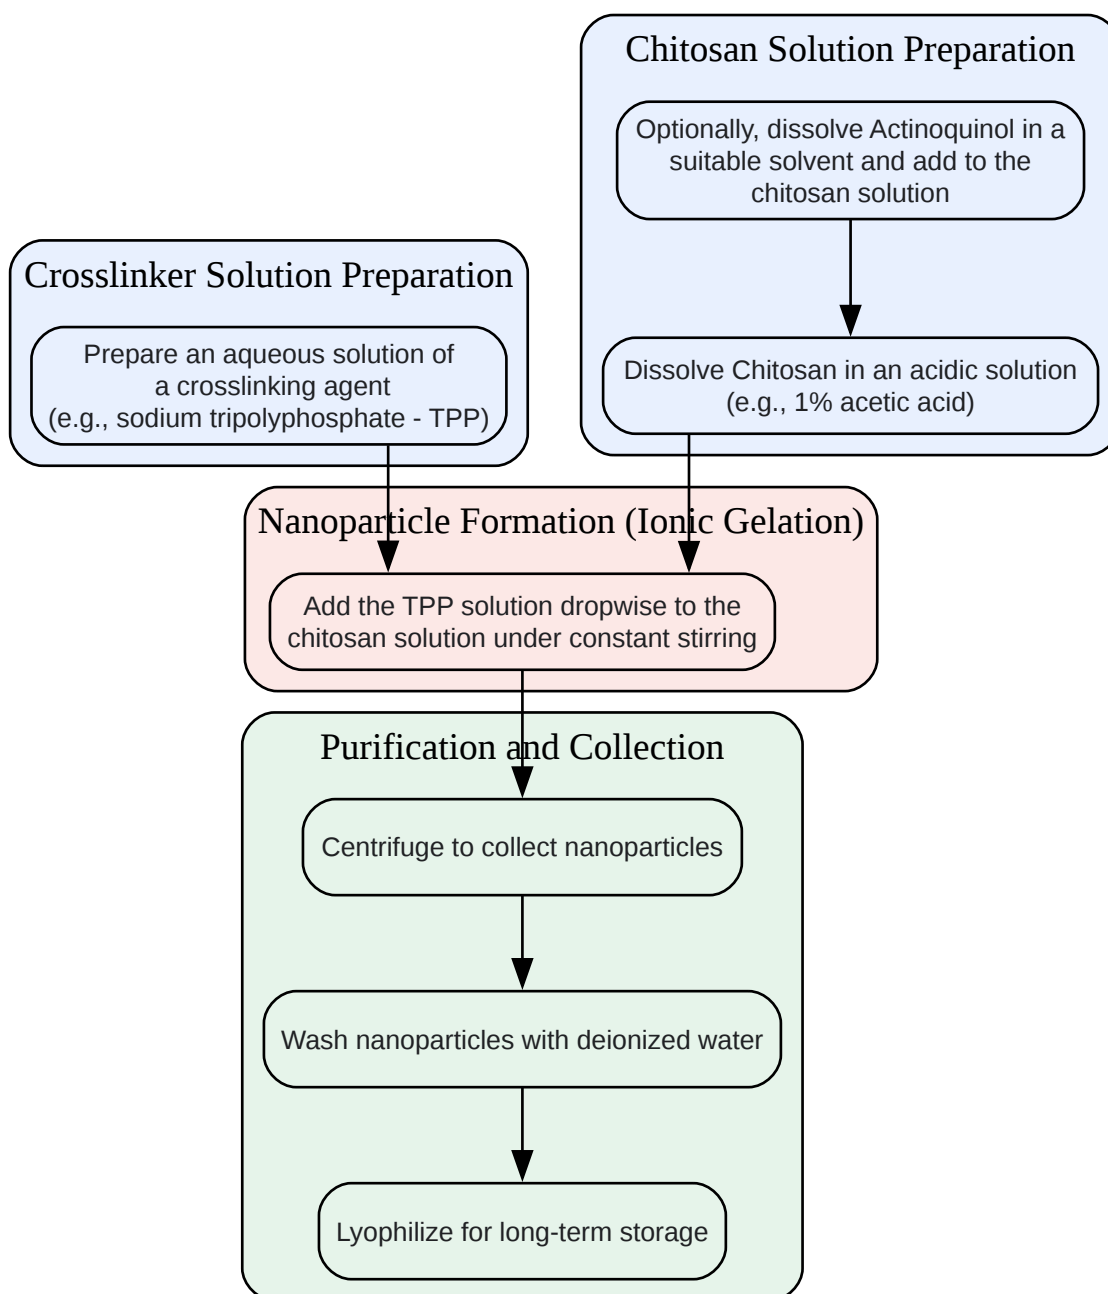 Chitosan Solution Preparation
Optionally, dissolve Actinoquinol in a
suitable solvent and add to the
chitosan solution
Crosslinker Solution Preparation
Prepare an aqueous solution of
a crosslinking agent
(e.g., sodium tripolyphosphate - TPP)
Dissolve Chitosan in an acidic solution
(e.g., 1% acetic acid)
Nanoparticle Formation (Ionic Gelation)
Add the TPP solution dropwise to the
chitosan solution under constant stirring
Purification and Collection
Centrifuge to collect nanoparticles
Wash nanoparticles with deionized water
Lyophilize for long-term storage